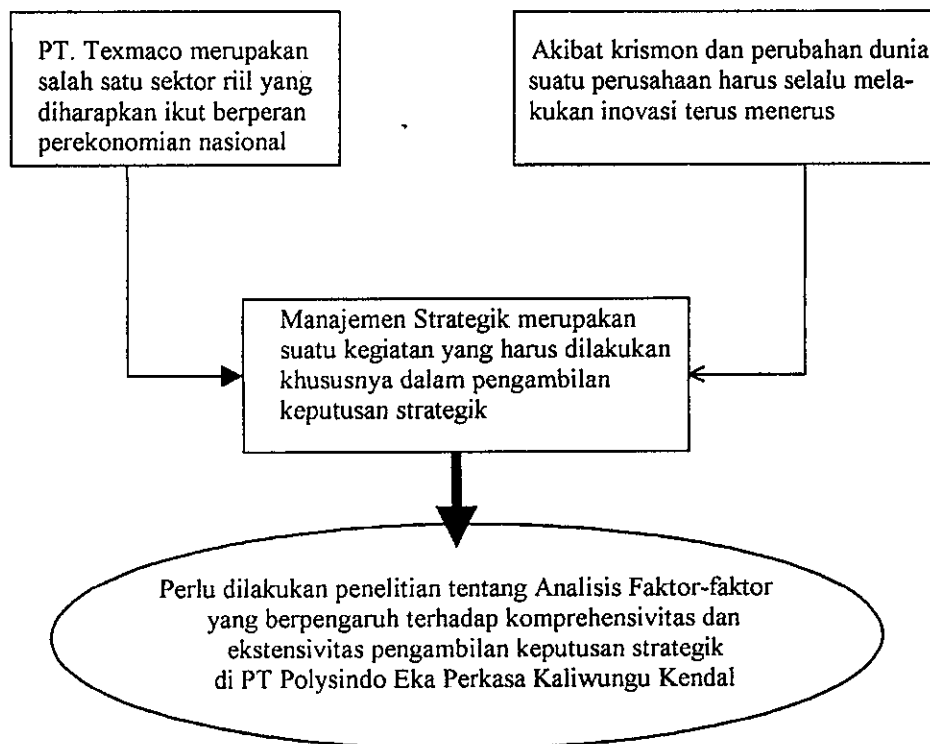 PT. Texmaco merupakan
salah satu sektor riil yang
diharapkan ikut berperan
perekonomian nasional
Akibat krismon dan perubahan dunia
suatu perusahaan harus selalu mela-
kukan inovasi terus menerus
Manajemen Strategik merupakan
suatu kegiatan yang harus dilakukan
khususnya dalam pengambilan
keputusan strategik
Perlu dilakukan penelitian tentang Analisis Faktor-faktor
yang berpengaruh terhadap komprehensivitas dan
ekstensivitas pengambilan keputusan strategik
di PT Polysindo Eka Perkasa Kaliwungu Kendal